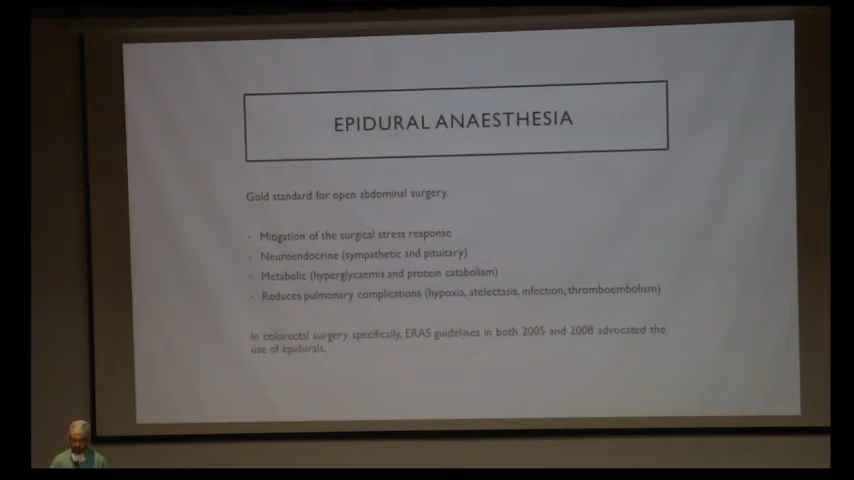 EPIDURAL ANAESTHESIA
Gold standard for open abdominal surgery.
· Mitigation of the surgical stress response
· Neuroendocrine (sympathetic and pituitary)
· Metabolic (hyperglycaemia and protein catabolism)
· Reduces pulmonary complications (hypoxia, atelectasis, infection, thromboembolism)
In colorectal surgery specifically, ERAS guidelines in both 2005 and 2008 advocated the
use of epidurals.